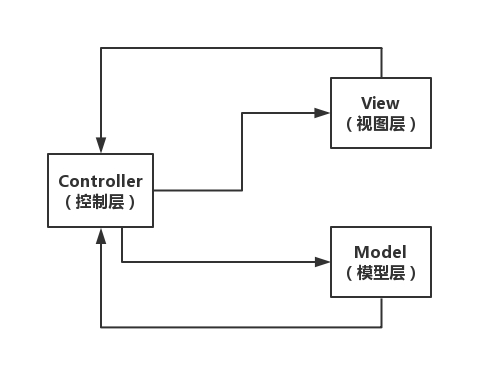 View
（视图层）
Controller
（控制层）
Model
（模型层）